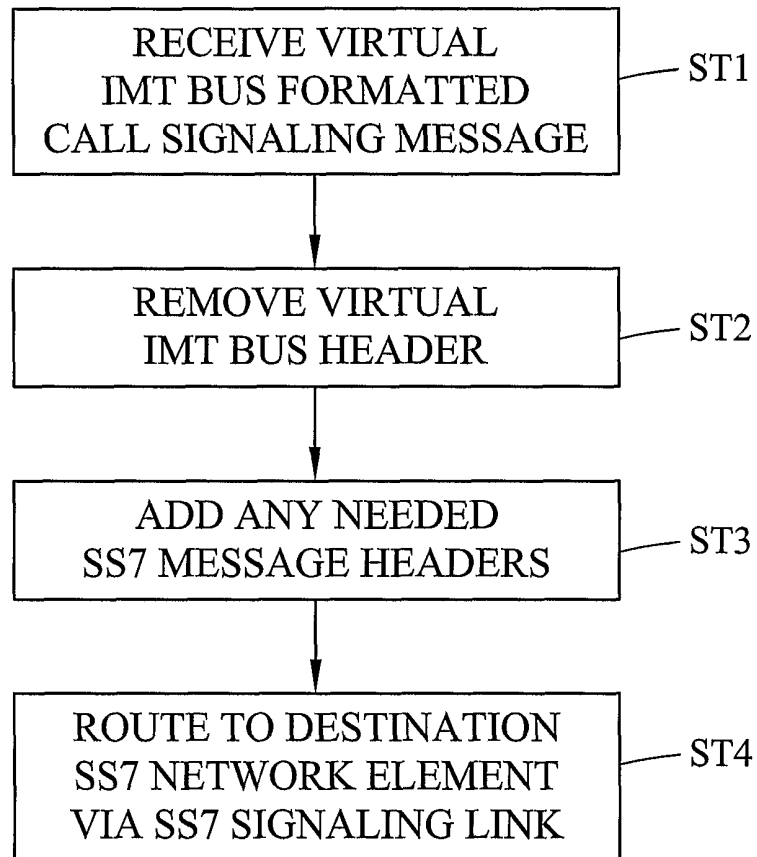 RECEIVE VIRTUAL
IMT BUS FORMATTED
CALL SIGNALING MESSAGE
ST1
REMOVE VIRTUAL
IMT BUS HEADER
ST2
ADD ANY NEEDED
SS7 MESSAGE HEADERS
ST3
ROUTE TO DESTINATION
SS7 NETWORK ELEMENT
VIA SS7 SIGNALING LINK
ST4